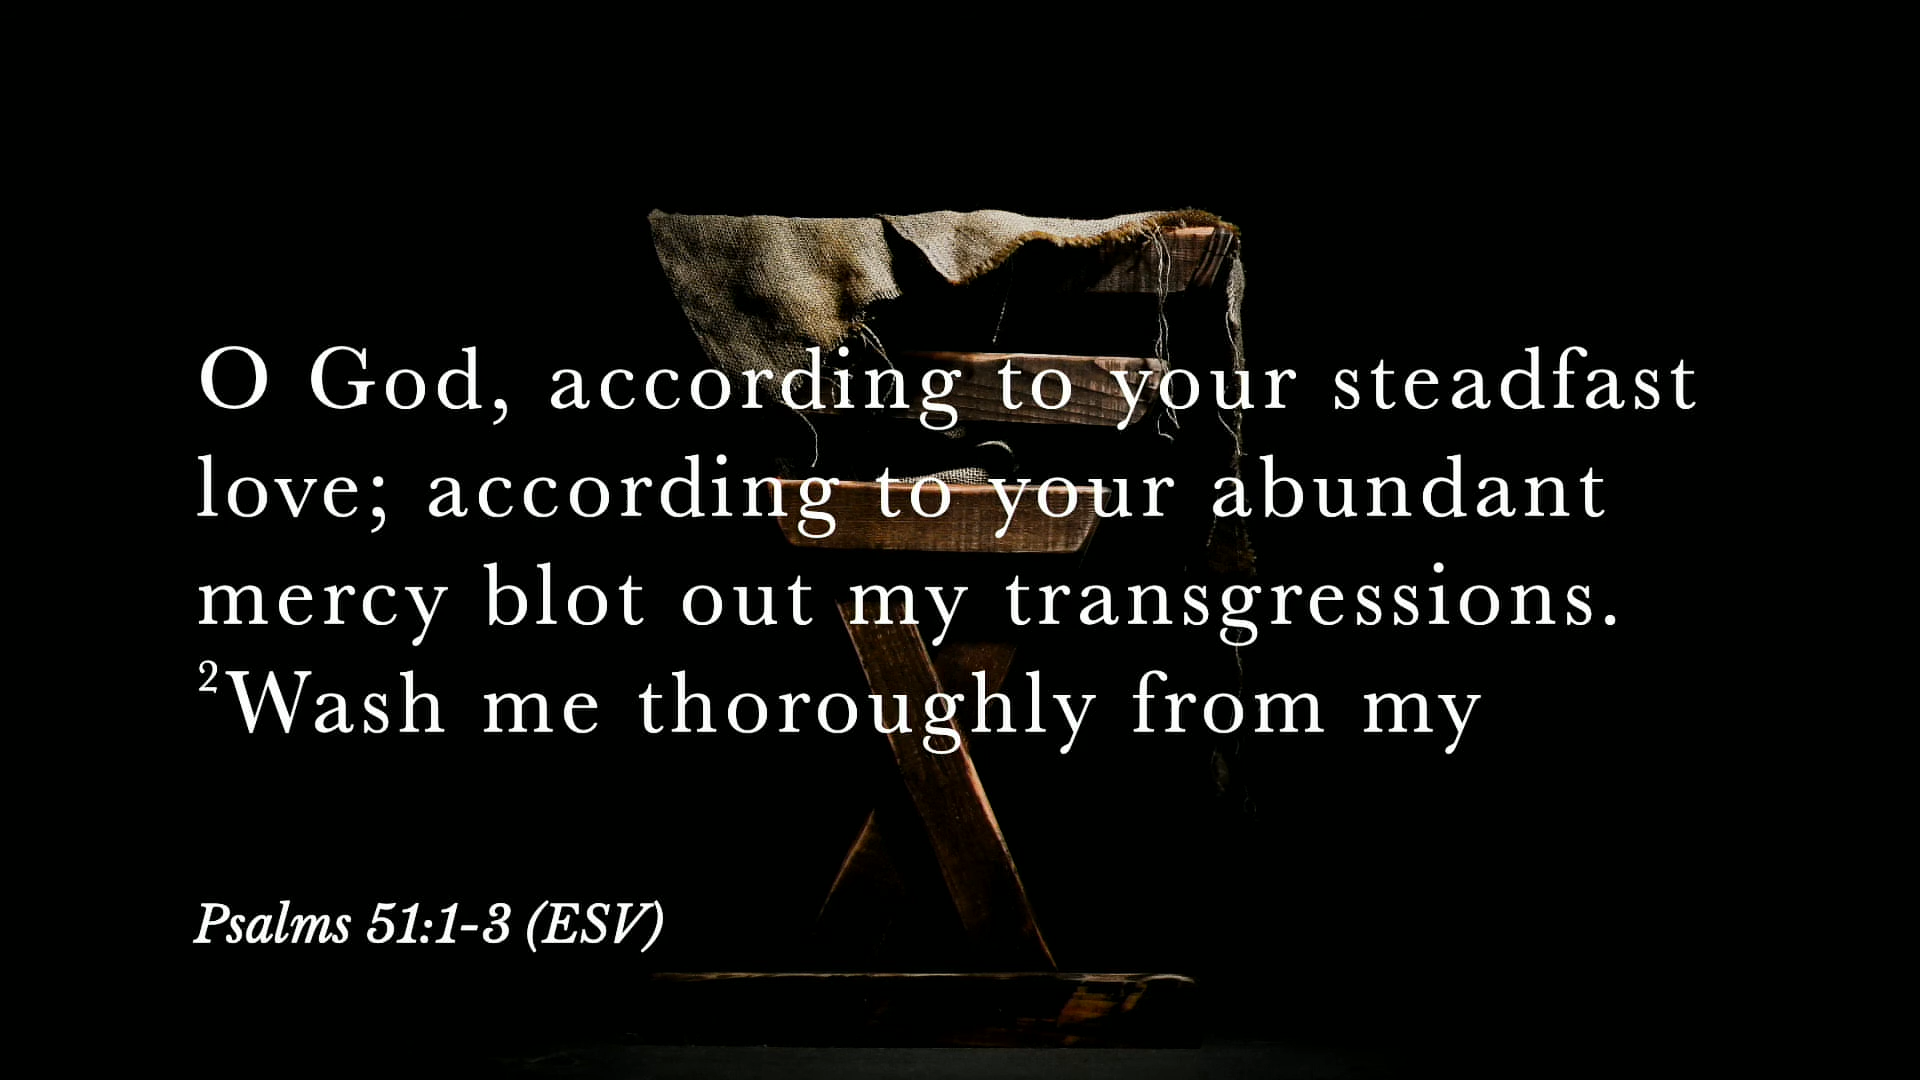 O God, according to your steadfast
love; according to your abundant
mercy blot out my transgressions.
²Wash me thoroughly from my
Psalms 51:1-3 (ESV)